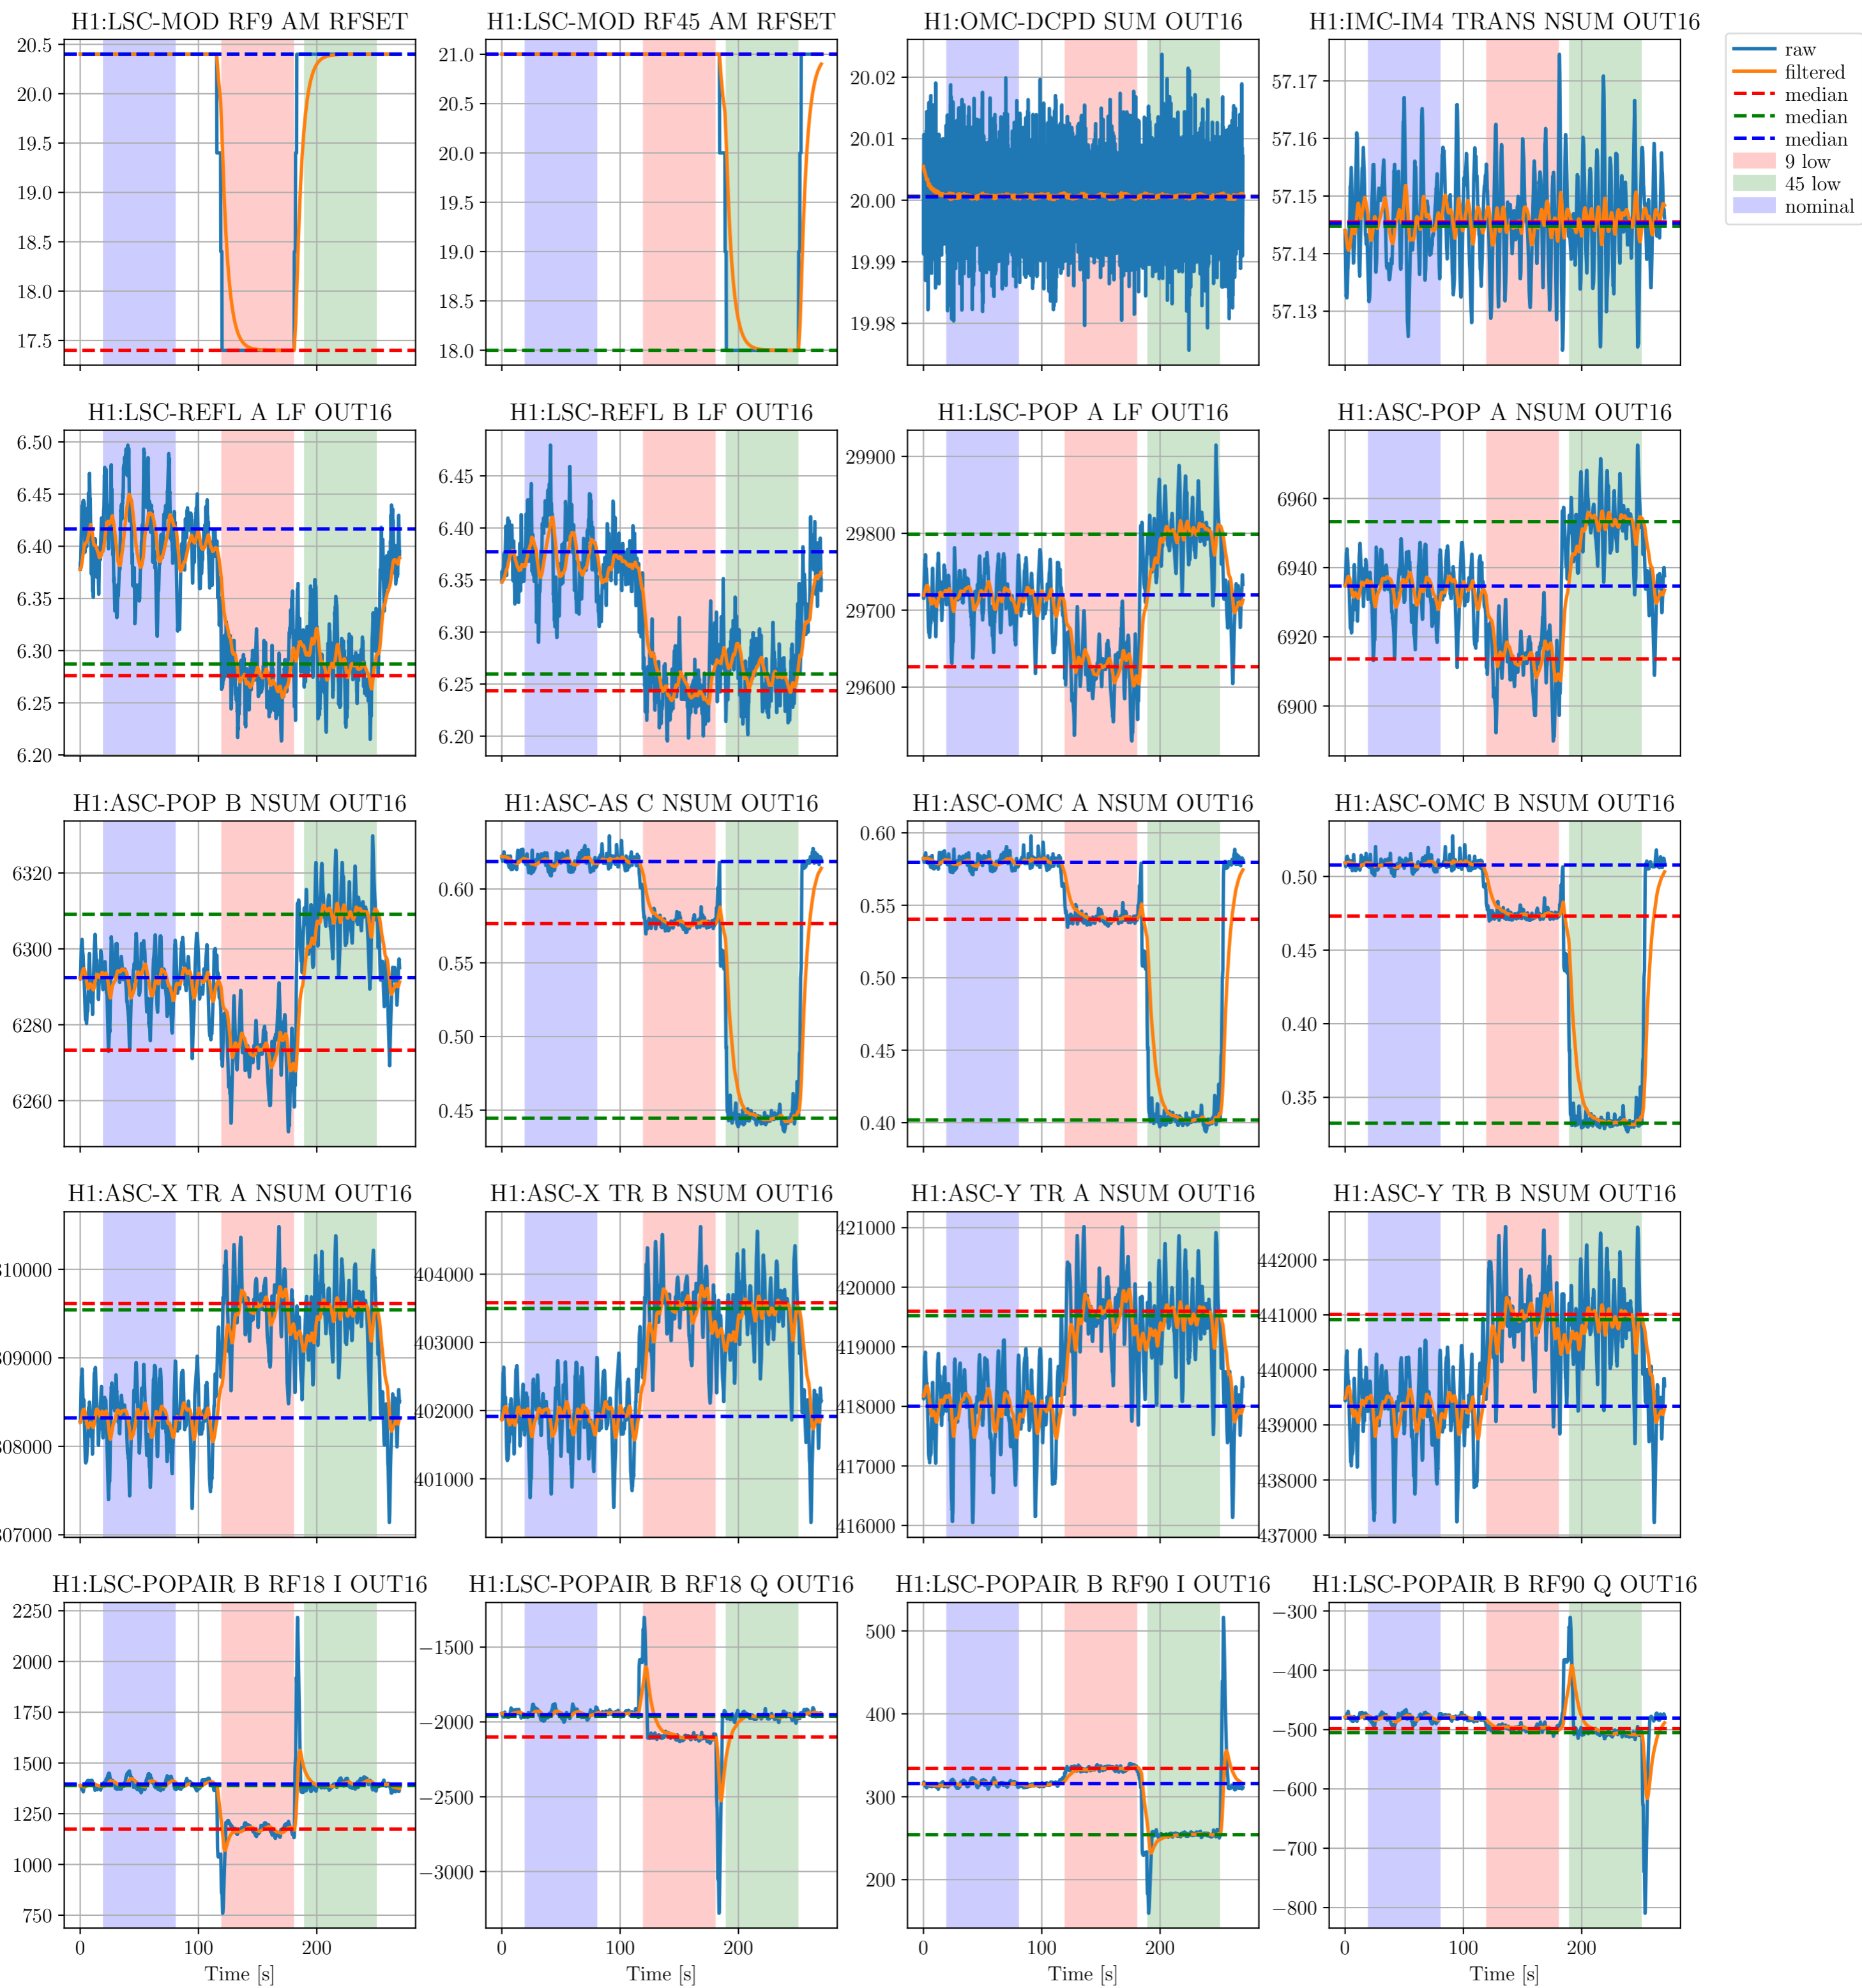 H1:LSC-MOD RF9 AM RFSET
H1:LSC-MOD RF45 AM RFSET
H1:OMC-DCPD SUM OUT16
H1:IMC-IM4 TRANS NSUM OUT16
20.5
20.0
19.5
19.0
18.5
18.0
17.5
21.0
20.5
20.0
19.5
19.0
18.5
18.0
20.02
20.01
20.00
19.99
19.98
57.17
57.16
57.15
57.14
57.13
raw
filtered
median
median
median
9 low
45 low
nominal
H1:LSC-REFL A LF OUT16
H1:LSC-REFL B LF OUT16
H1:LSC-POP A LF OUT16
H1:ASC-POP A NSUM OUT16
6.50
6.45
6.40
6.35
6.30
6.25
6.20
6.45
6.40
6.35
6.30
6.25
6.20
29900
29800
29700
29600
6960
6940
6920
6900
H1:ASC-POP B NSUM OUT16
H1:ASC-AS C NSUM OUT16
H1:ASC-OMC A NSUM OUT16
H1:ASC-OMC B NSUM OUT16
6320
6300
6280
6260
0.60
0.55
0.50
0.45
0.60
0.55
0.50
0.45
0.40
0.50
0.45
0.40
0.35
H1:ASC-X TR A NSUM OUT16
H1:ASC-X TR B NSUM OUT16
H1:ASC-Y TR A NSUM OUT16
H1:ASC-Y TR B NSUM OUT16
310000
309000
308000
307000
404000
403000
402000
401000
421000
420000
419000
418000
417000
416000
442000
441000
440000
439000
438000
437000
H1:LSC-POPAIR B RF18 I OUT16
H1:LSC-POPAIR B RF18 Q OUT16
H1:LSC-POPAIR B RF90 I OUT16
H1:LSC-POPAIR B RF90 Q OUT16
2250
2000
1750
1500
1250
1000
750
−1500
−2000
−2500
−3000
500
400
300
200
−300
−400
−500
−600
−700
−800
0 100 200
0 100 200
0 100 200
0 100 200
Time [s]
Time [s]
Time [s]
Time [s]